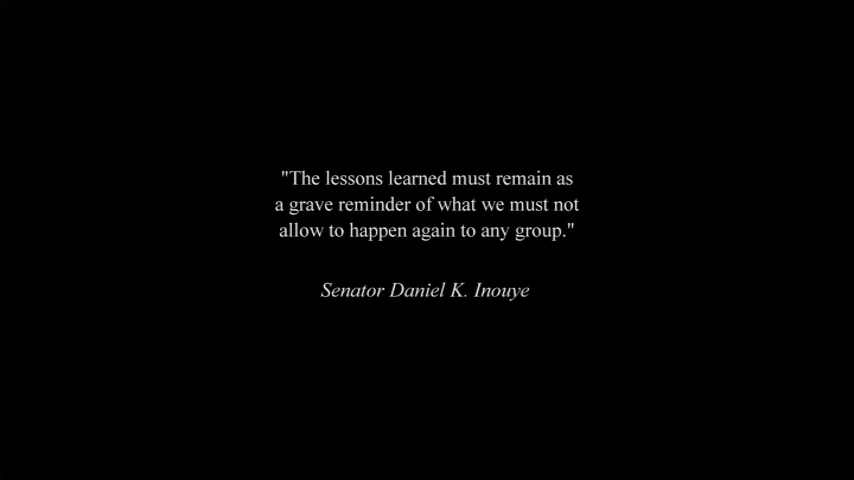 "The lessons learned must remain as
a grave reminder of what we must not
allow to happen again to any group."
Senator Daniel K. Inouye